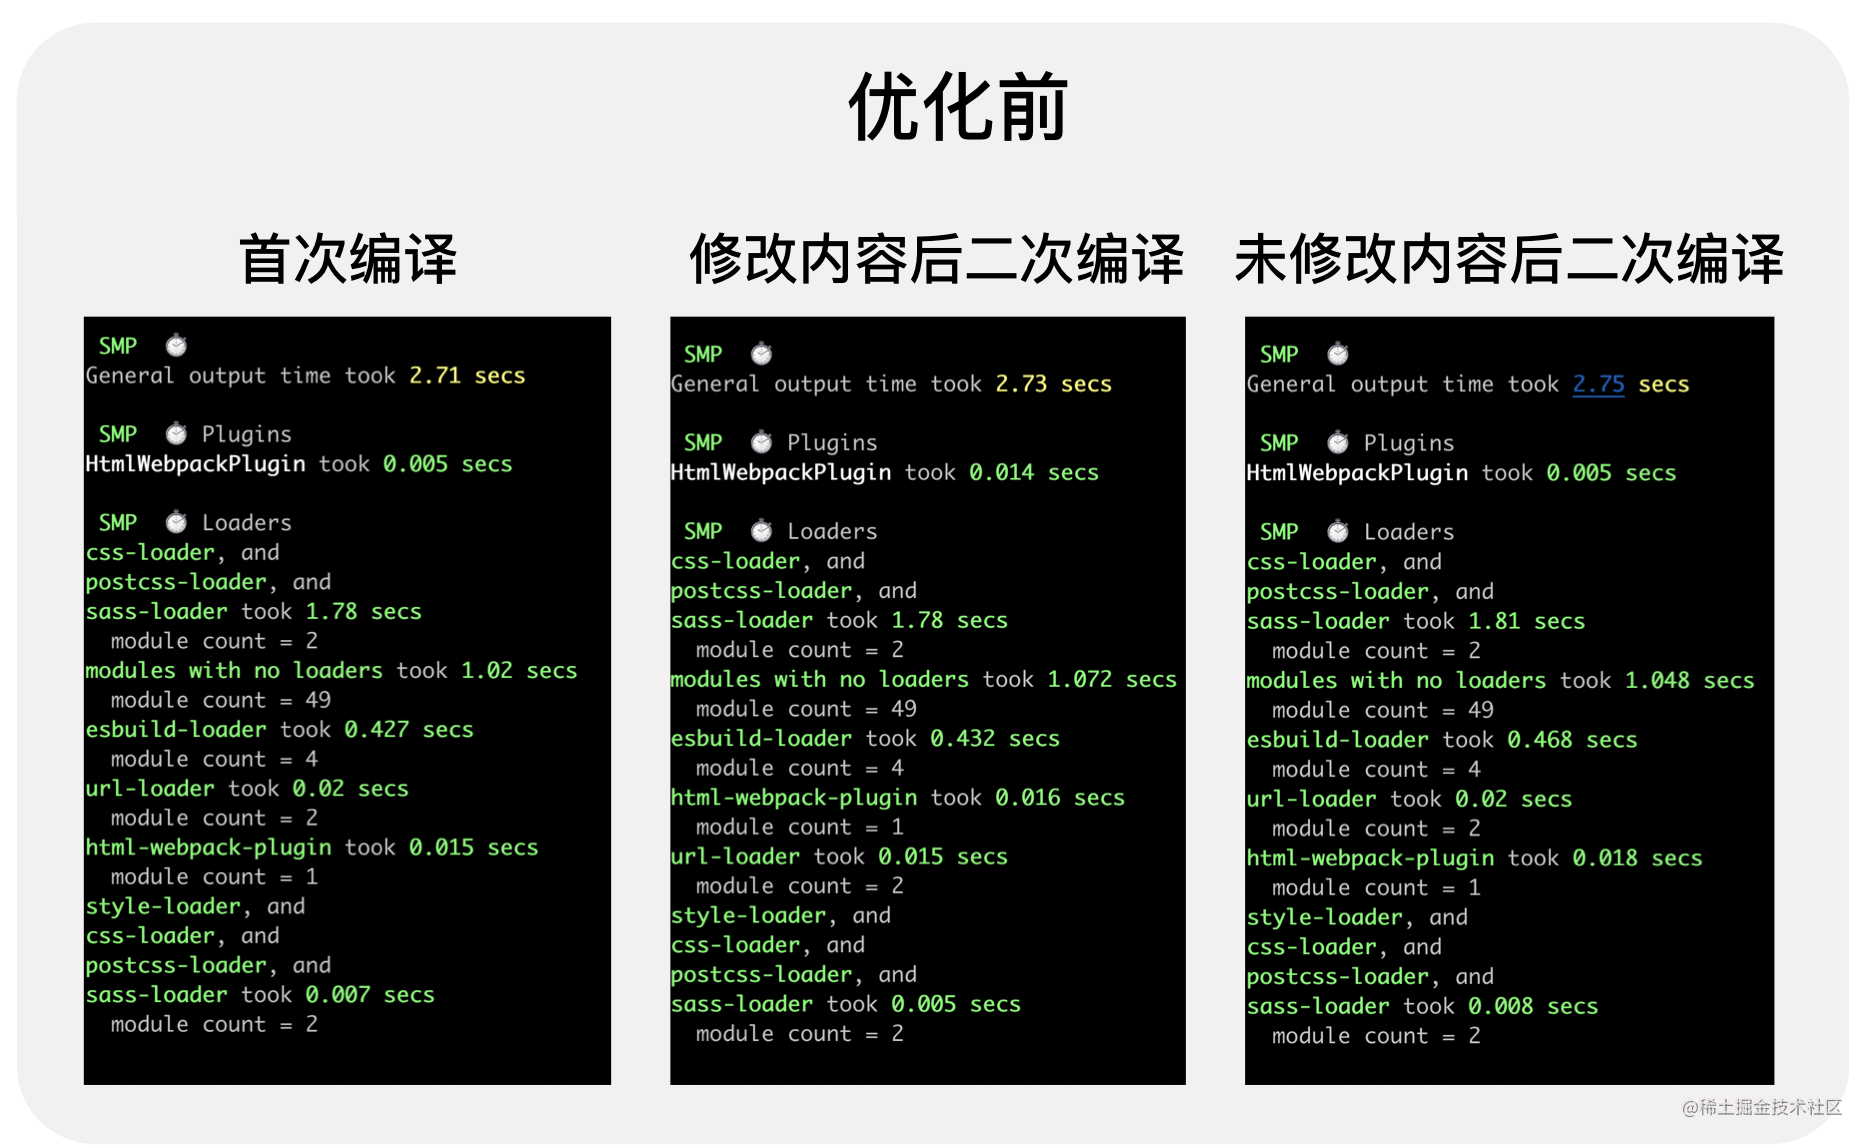 优化前
首次编译
SMP ⏱
General output time took 2.71 secs
SMP ⏱ Plugins
HtmlWebpackPlugin took 0.005 secs
SMP ⏱ Loaders
css-loader, and
postcss-loader, and
sass-loader took 1.78 secs
module count = 2
modules with no loaders took 1.02 secs
module count = 49
esbuild-loader took 0.427 secs
module count = 4
url-loader took 0.02 secs
module count = 2
html-webpack-plugin took 0.015 secs
module count = 1
style-loader, and
css-loader, and
postcss-loader, and
sass-loader took 0.007 secs
module count = 2
修改内容后二次编译
SMP ⏱
General output time took 2.73 secs
SMP ⏱ Plugins
HtmlWebpackPlugin took 0.014 secs
SMP ⏱ Loaders
css-loader, and
postcss-loader, and
sass-loader took 1.78 secs
module count = 2
modules with no loaders took 1.072 secs
module count = 49
esbuild-loader took 0.432 secs
module count = 4
html-webpack-plugin took 0.016 secs
module count = 1
url-loader took 0.015 secs
module count = 2
style-loader, and
css-loader, and
postcss-loader, and
sass-loader took 0.005 secs
module count = 2
未修改内容后二次编译
SMP ⏱
General output time took 2.75 secs
SMP ⏱ Plugins
HtmlWebpackPlugin took 0.005 secs
SMP ⏱ Loaders
css-loader, and
postcss-loader, and
sass-loader took 1.81 secs
module count = 2
modules with no loaders took 1.048 secs
module count = 49
esbuild-loader took 0.468 secs
module count = 4
url-loader took 0.02 secs
module count = 2
html-webpack-plugin took 0.018 secs
module count = 1
style-loader, and
css-loader, and
postcss-loader, and
sass-loader took 0.008 secs
module count = 2
@稀土掘金技术社区